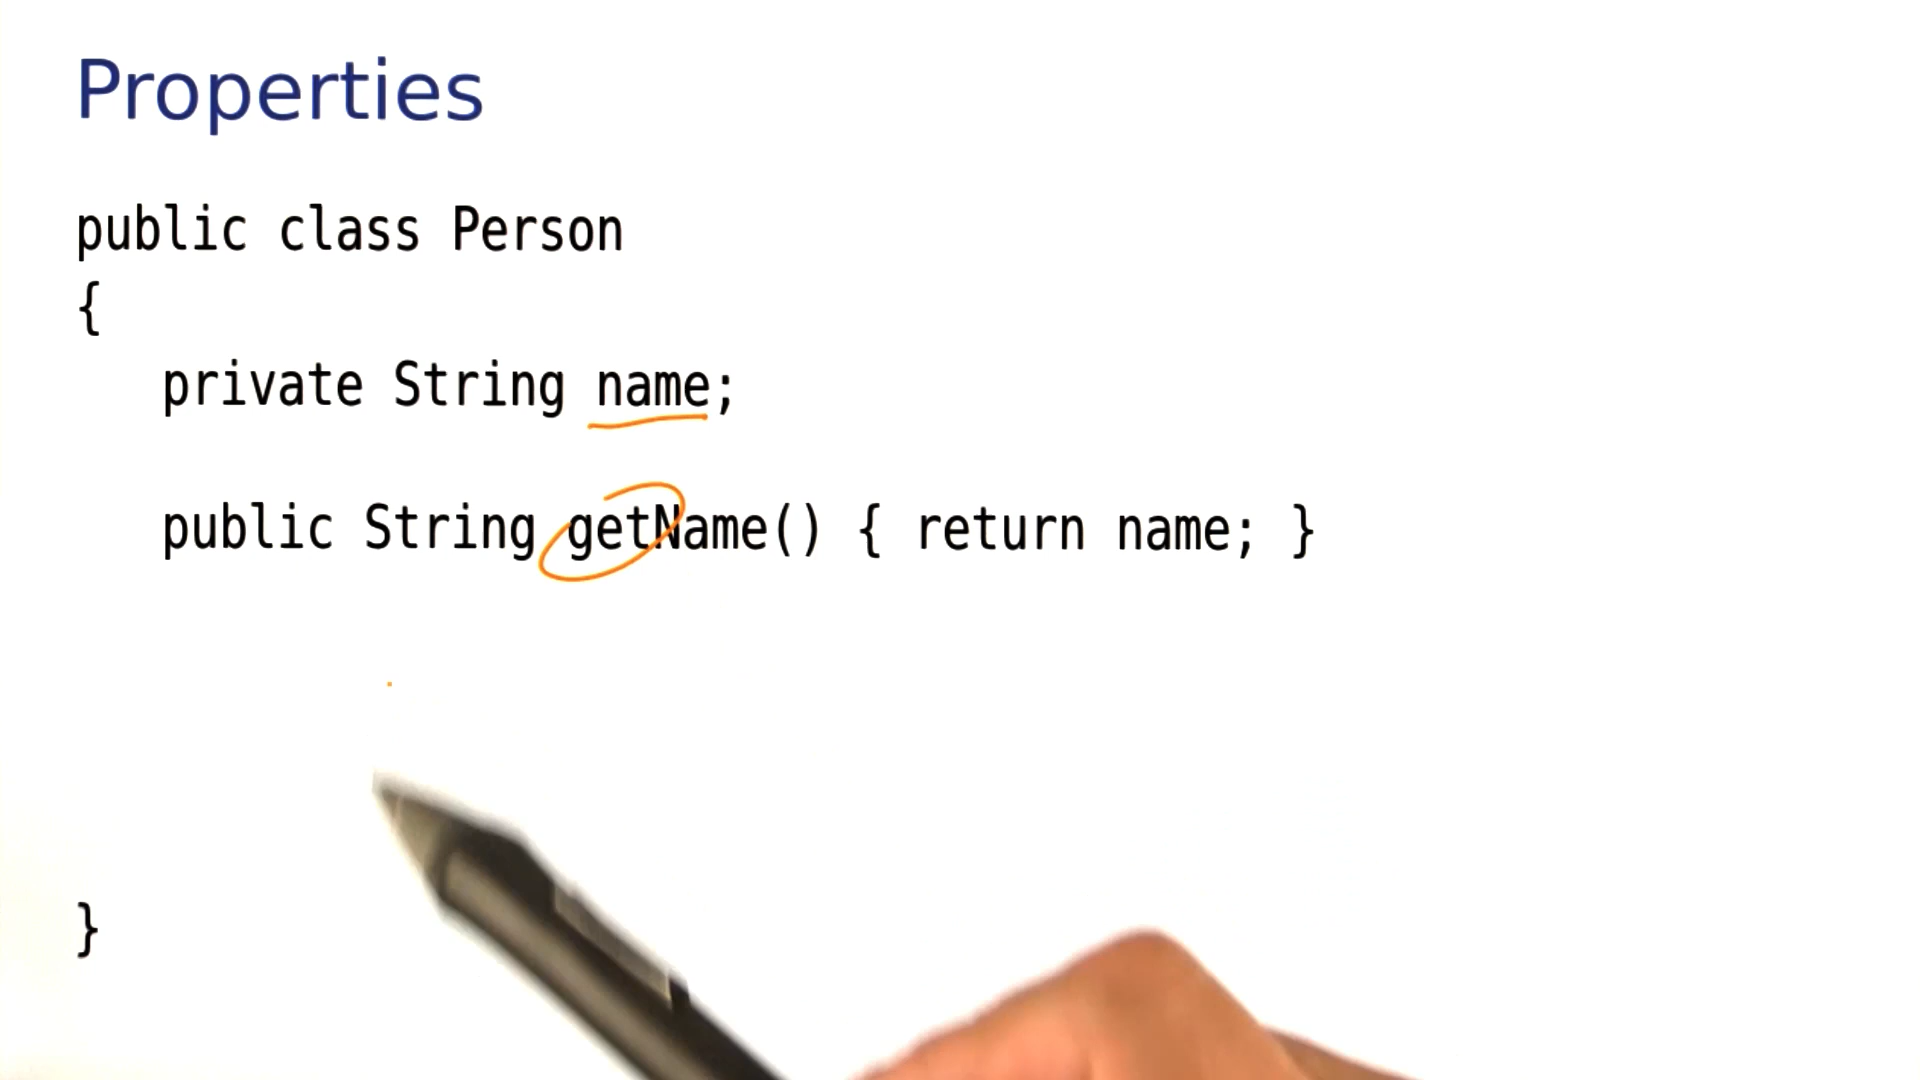 Properties
public class Person
{
private String name;
public String getName() { return name; }
}